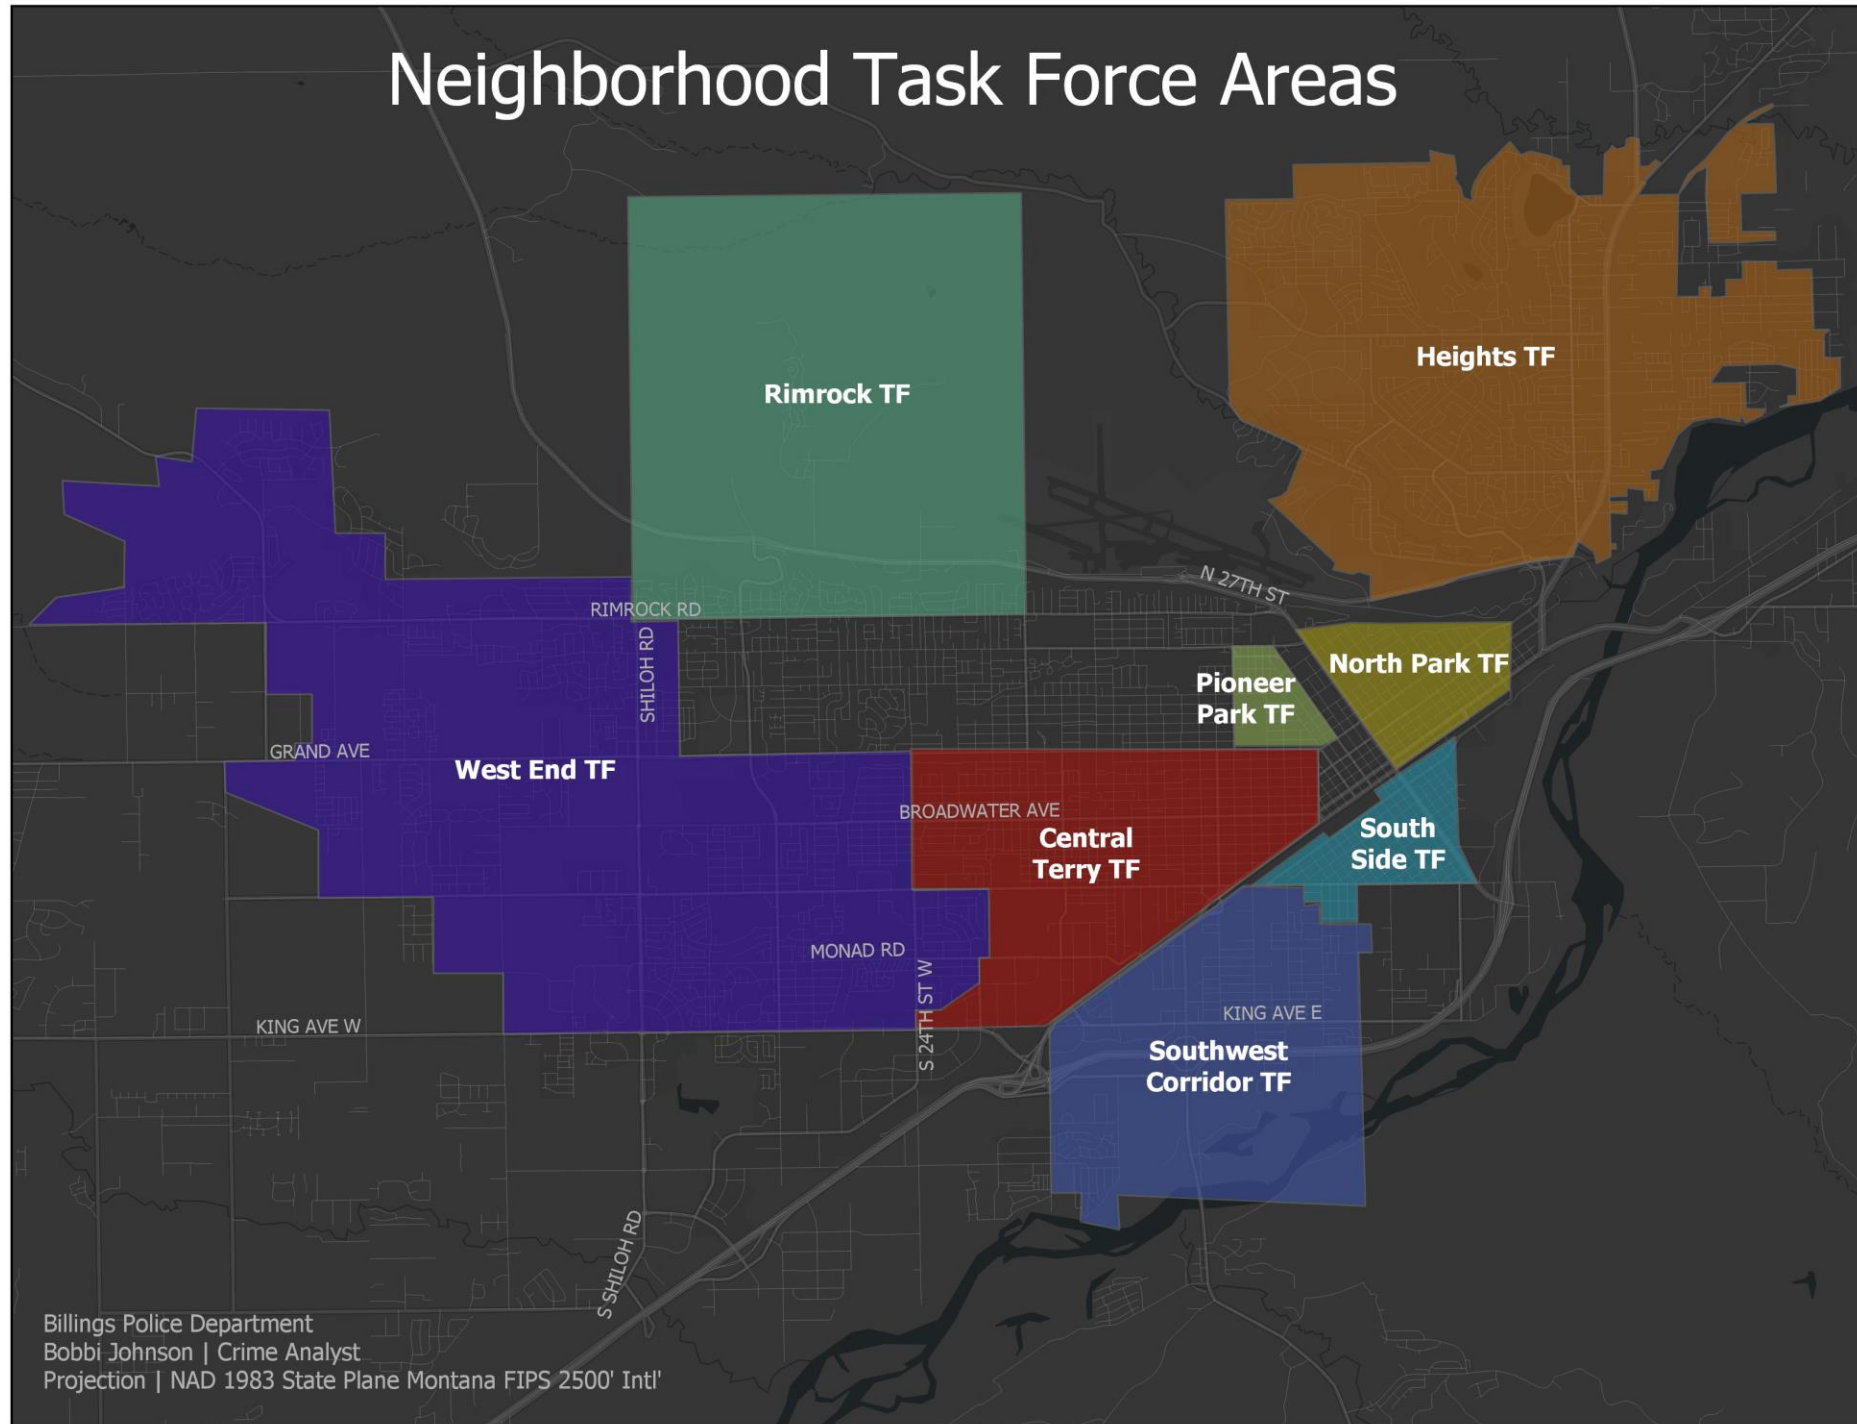 Neighborhood Task Force Areas
Heights TF
Rimrock TF
N 27TH ST
RIMROCK RD
SHILOH RD
North Park TF
Pioneer
Park TF
GRAND AVE
West End TF
BROADWATER AVE
Central
Terry TF
South
Side TF
MONAD RD
S 24TH ST W
KING AVE W
KING AVE E
Southwest
Corridor TF
S SHILOH RD
Billings Police Department
Bobbi Johnson | Crime Analyst
Projection | NAD 1983 State Plane Montana FIPS 2500' Intl'